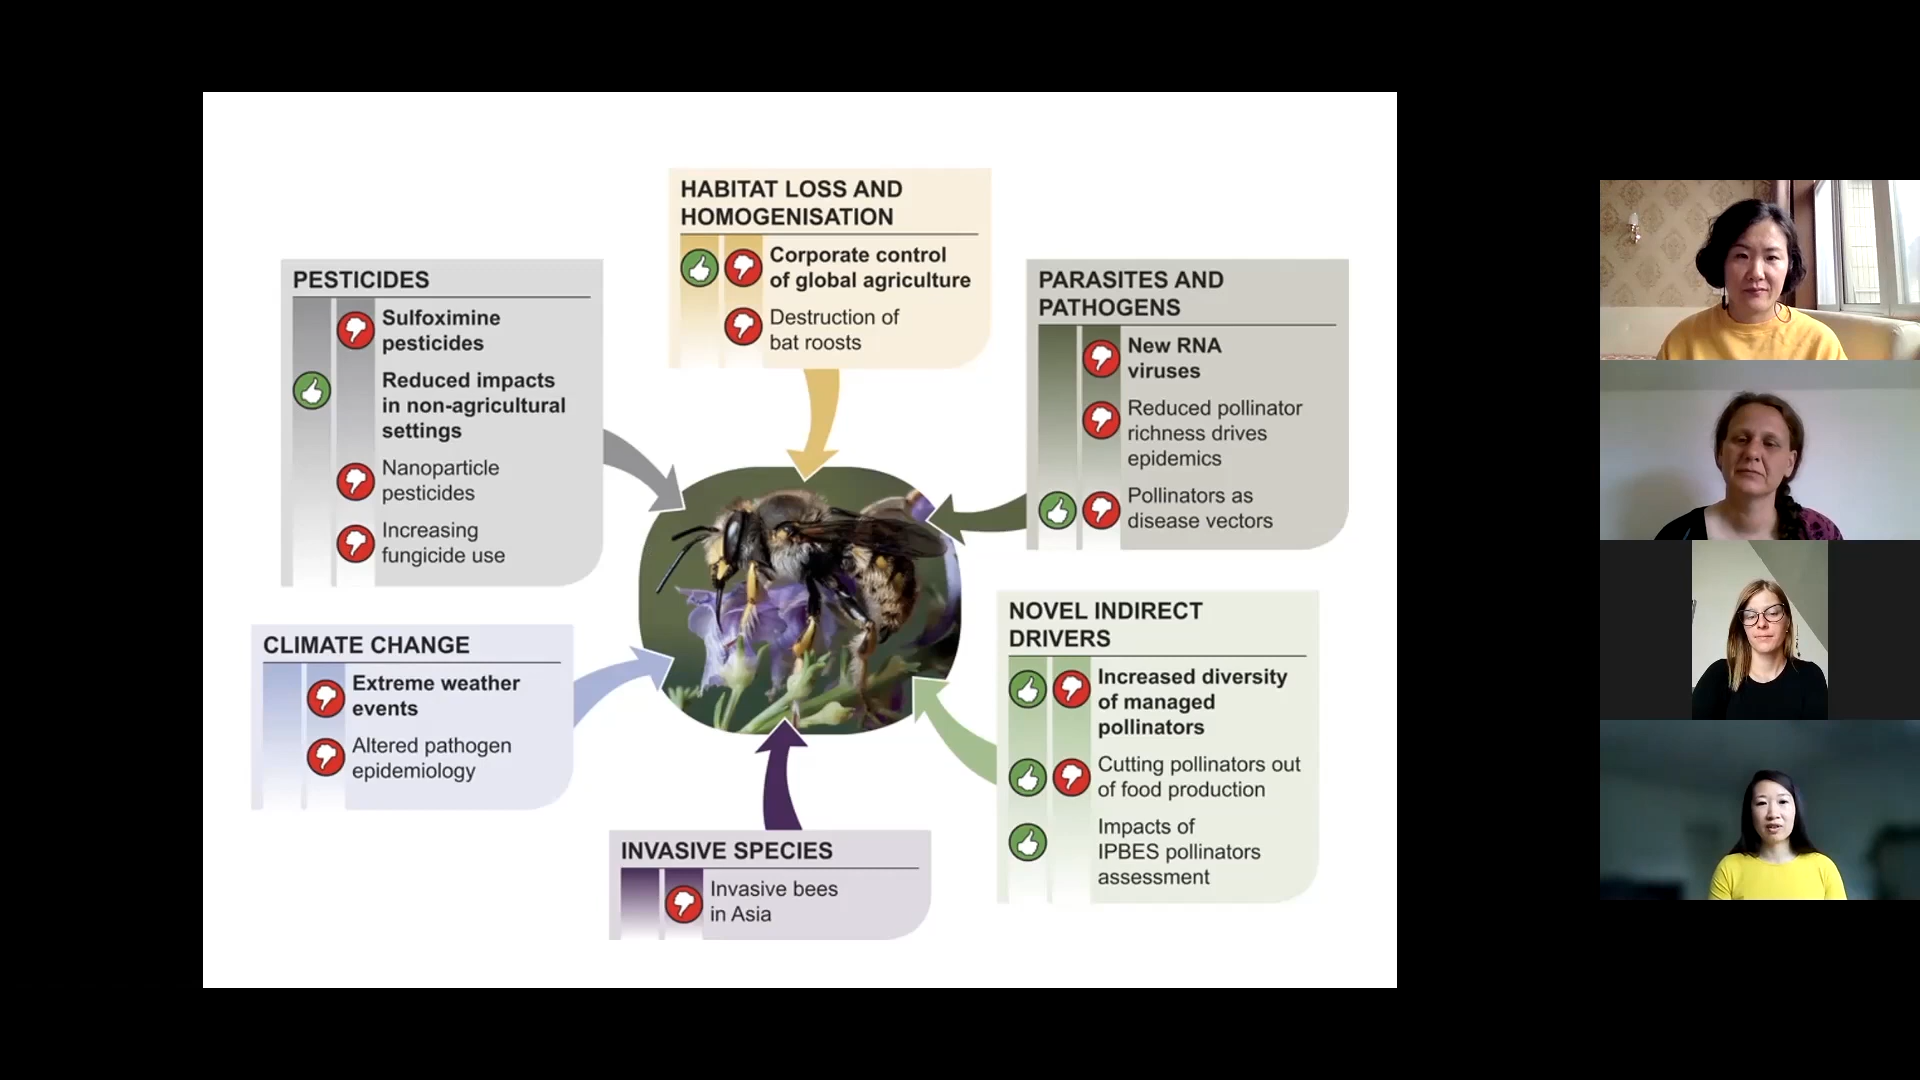 HABITAT LOSS AND
HOMOGENISATION
Corporate control
of global agriculture
Destruction of
bat roosts
PESTICIDES
Sulfoximine
pesticides
Reduced impacts
in non-agricultural
settings
Nanoparticle
pesticides
Increasing
fungicide use
PARASITES AND
PATHOGENS
New RNA
viruses
Reduced pollinator
richness drives
epidemics
Pollinators as
disease vectors
CLIMATE CHANGE
Extreme weather
events
Altered pathogen
epidemiology
NOVEL INDIRECT
DRIVERS
Increased diversity
of managed
pollinators
Cutting pollinators out
of food production
Impacts of
IPBES pollinators
assessment
INVASIVE SPECIES
Invasive bees
in Asia